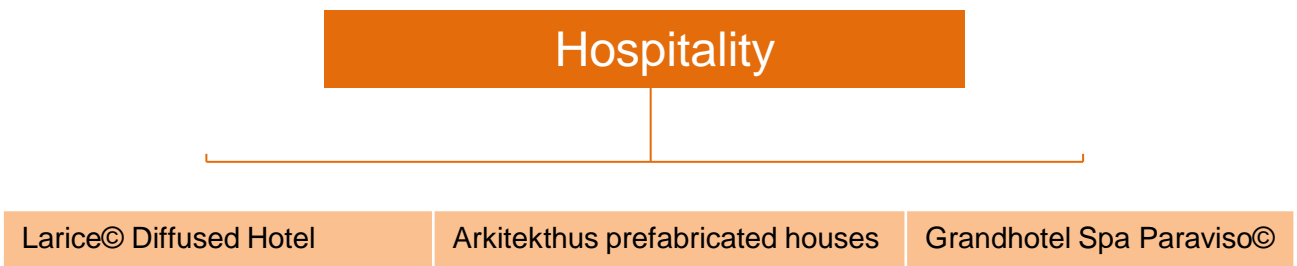 Hospitality
Larice© Diffused Hotel
Arkitekthus prefabricated houses
Grandhotel Spa Paraviso©